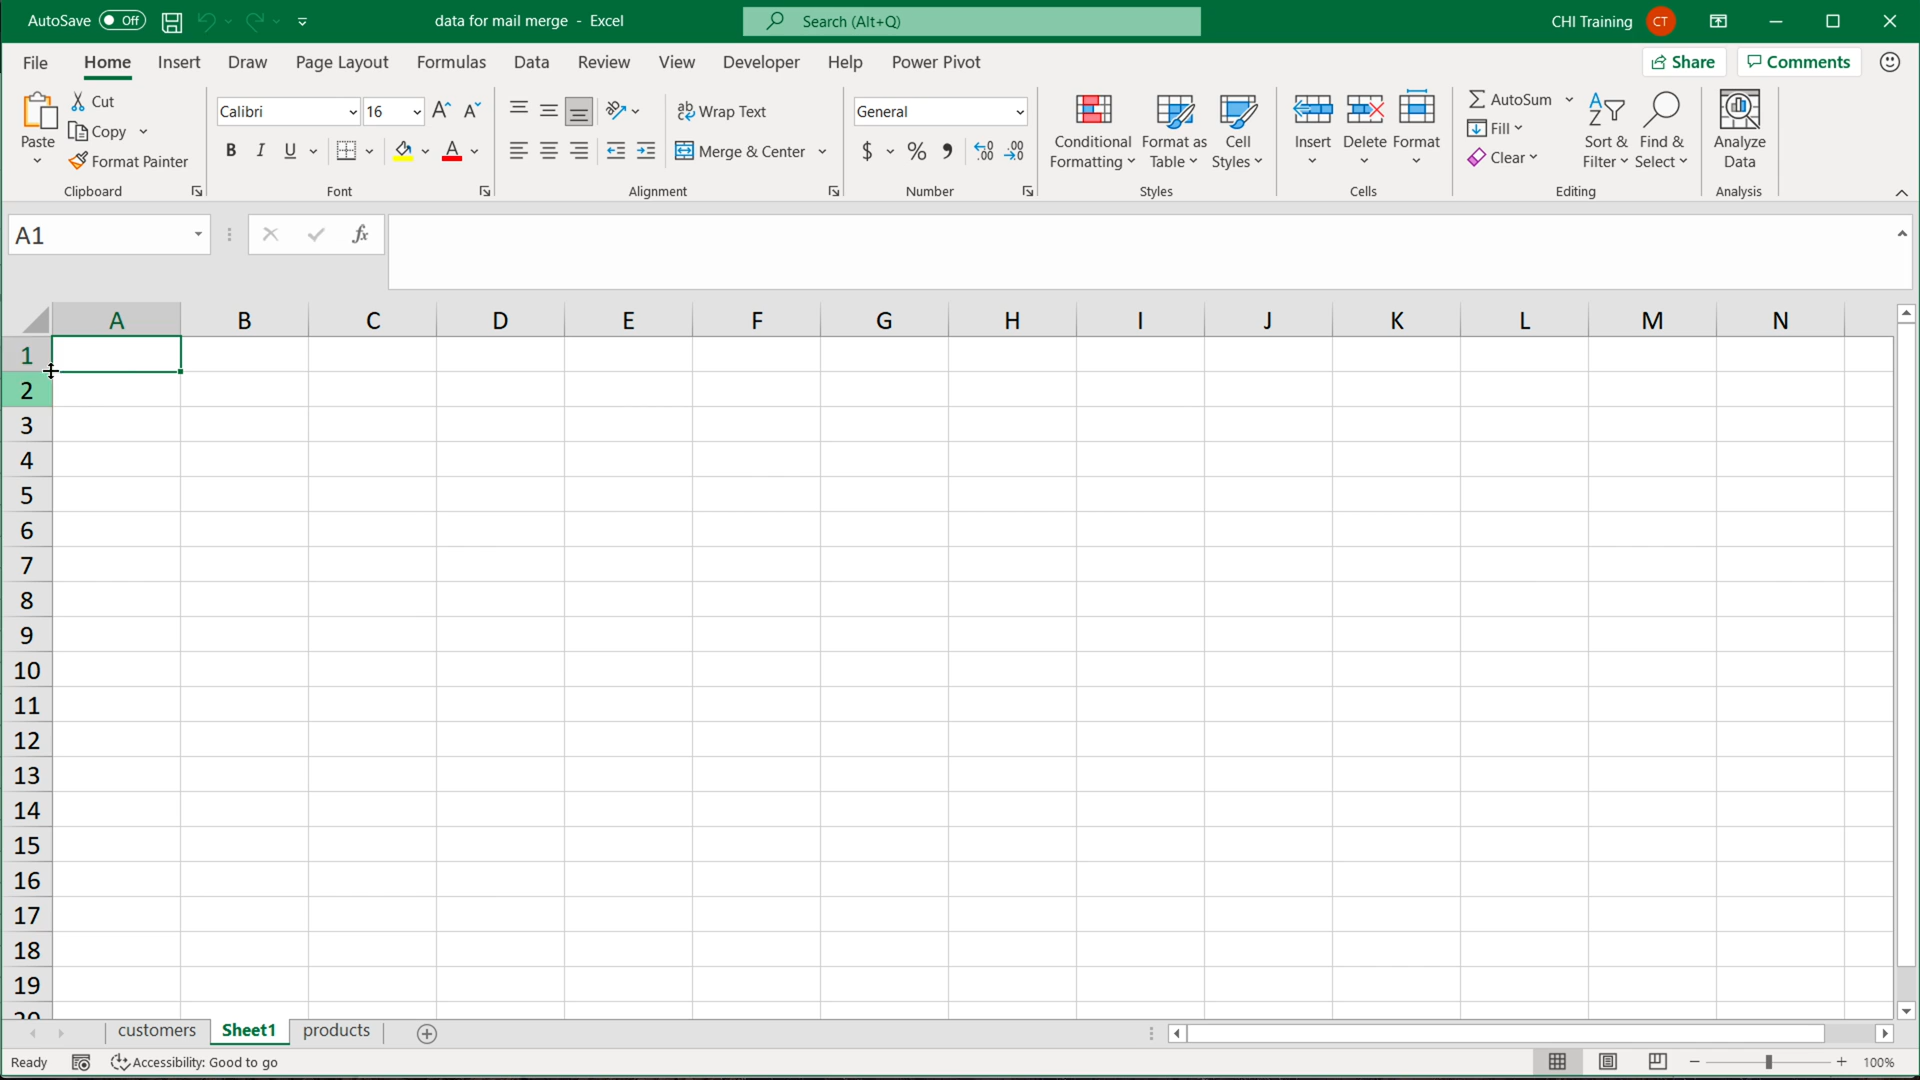 AutoSave Off data for mail merge - Excel Search (Alt+Q) CHI Training CT
File Home Insert Draw Page Layout Formulas Data Review View Developer Help Power Pivot Share Comments
Paste Cut Copy Format Painter
Clipboard
Calibri 16
B I U A
Font
ab Wrap Text
Merge & Center
Alignment
General
$ % , .00 .00
Number
Conditional Formatting Format as Table Cell Styles
Styles
Insert Delete Format
Cells
AutoSum
Fill
Clear
Sort & Filter Find & Select
Editing
Analyze Data
Analysis
A1 fx
A B C D E F G H I J K L M N
1
2
3
4
5
6
7
8
9
10
11
12
13
14
15
16
17
18
19
20
customers Sheet1 products
Ready Accessibility: Good to go 100%